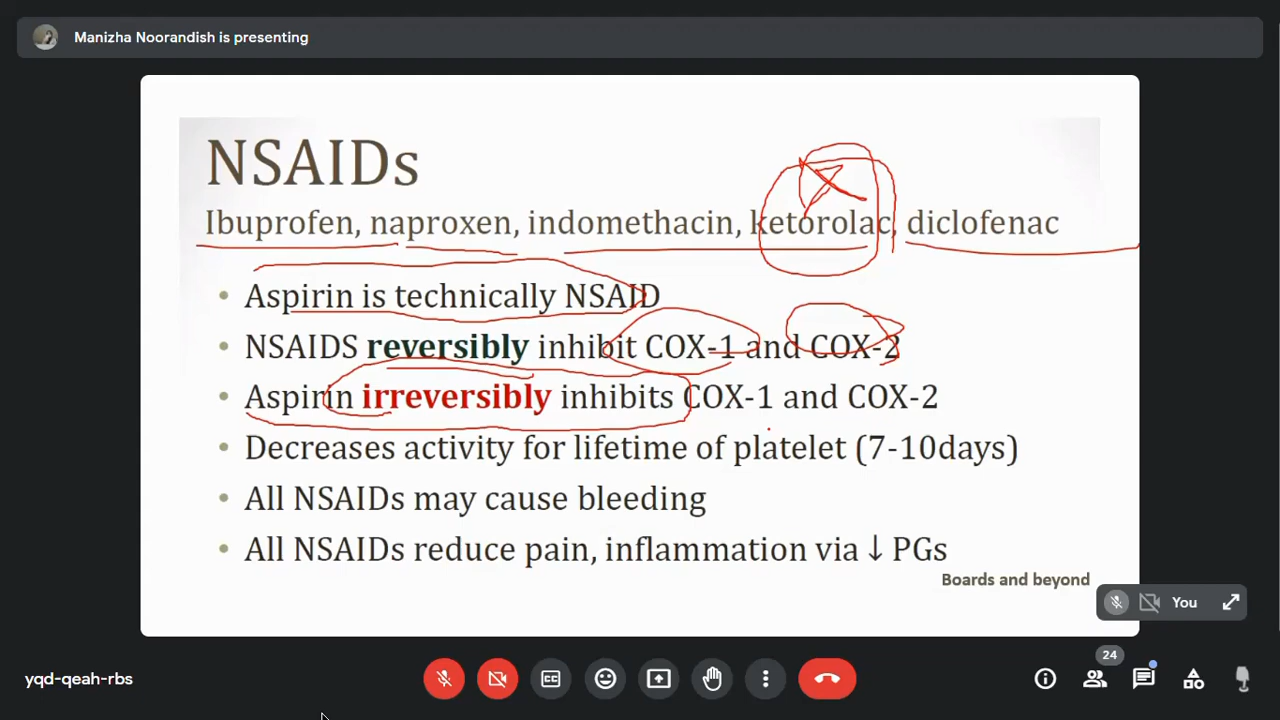 Manizha Noorandish is presenting
NSAIDs
Ibuprofen, naproxen, indomethacin, ketorolac, diclofenac
• Aspirin is technically NSAID
• NSAIDS reversibly inhibit COX-1 and COX-2
• Aspirin irreversibly inhibits COX-1 and COX-2
• Decreases activity for lifetime of platelet (7-10days)
• All NSAIDs may cause bleeding
• All NSAIDs reduce pain, inflammation via ↓ PGs
Boards and beyond
You
24
yqd-qeah-rbs